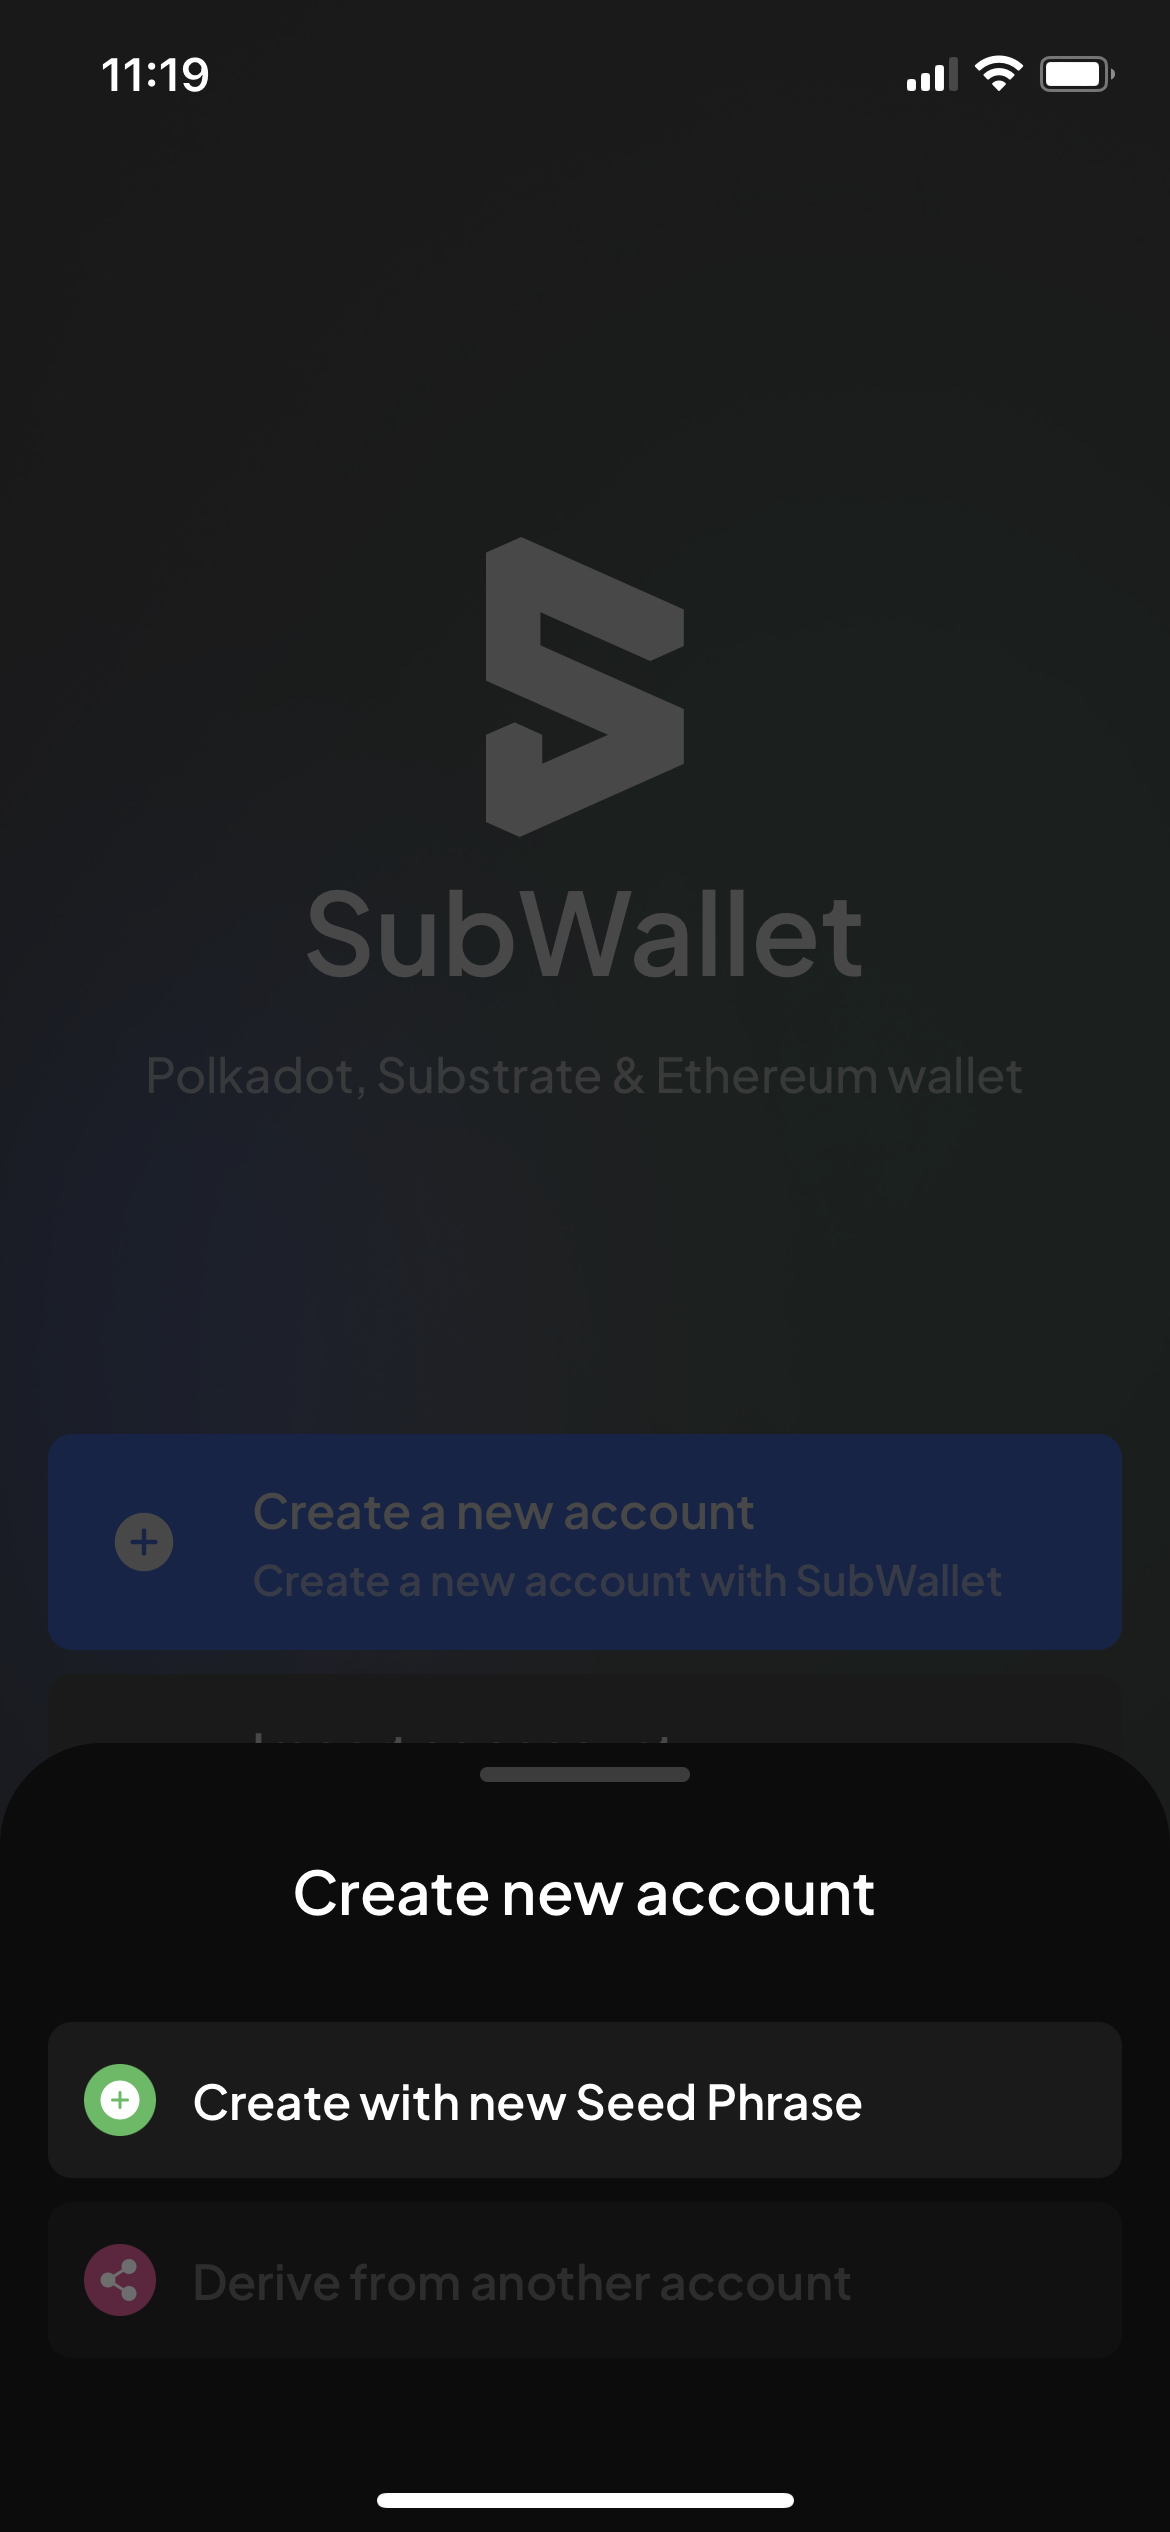 11:19
SubWallet
Polkadot, Substrate & Ethereum wallet
Create a new account
Create a new account with SubWallet
Create new account
Create with new Seed Phrase
Derive from another account